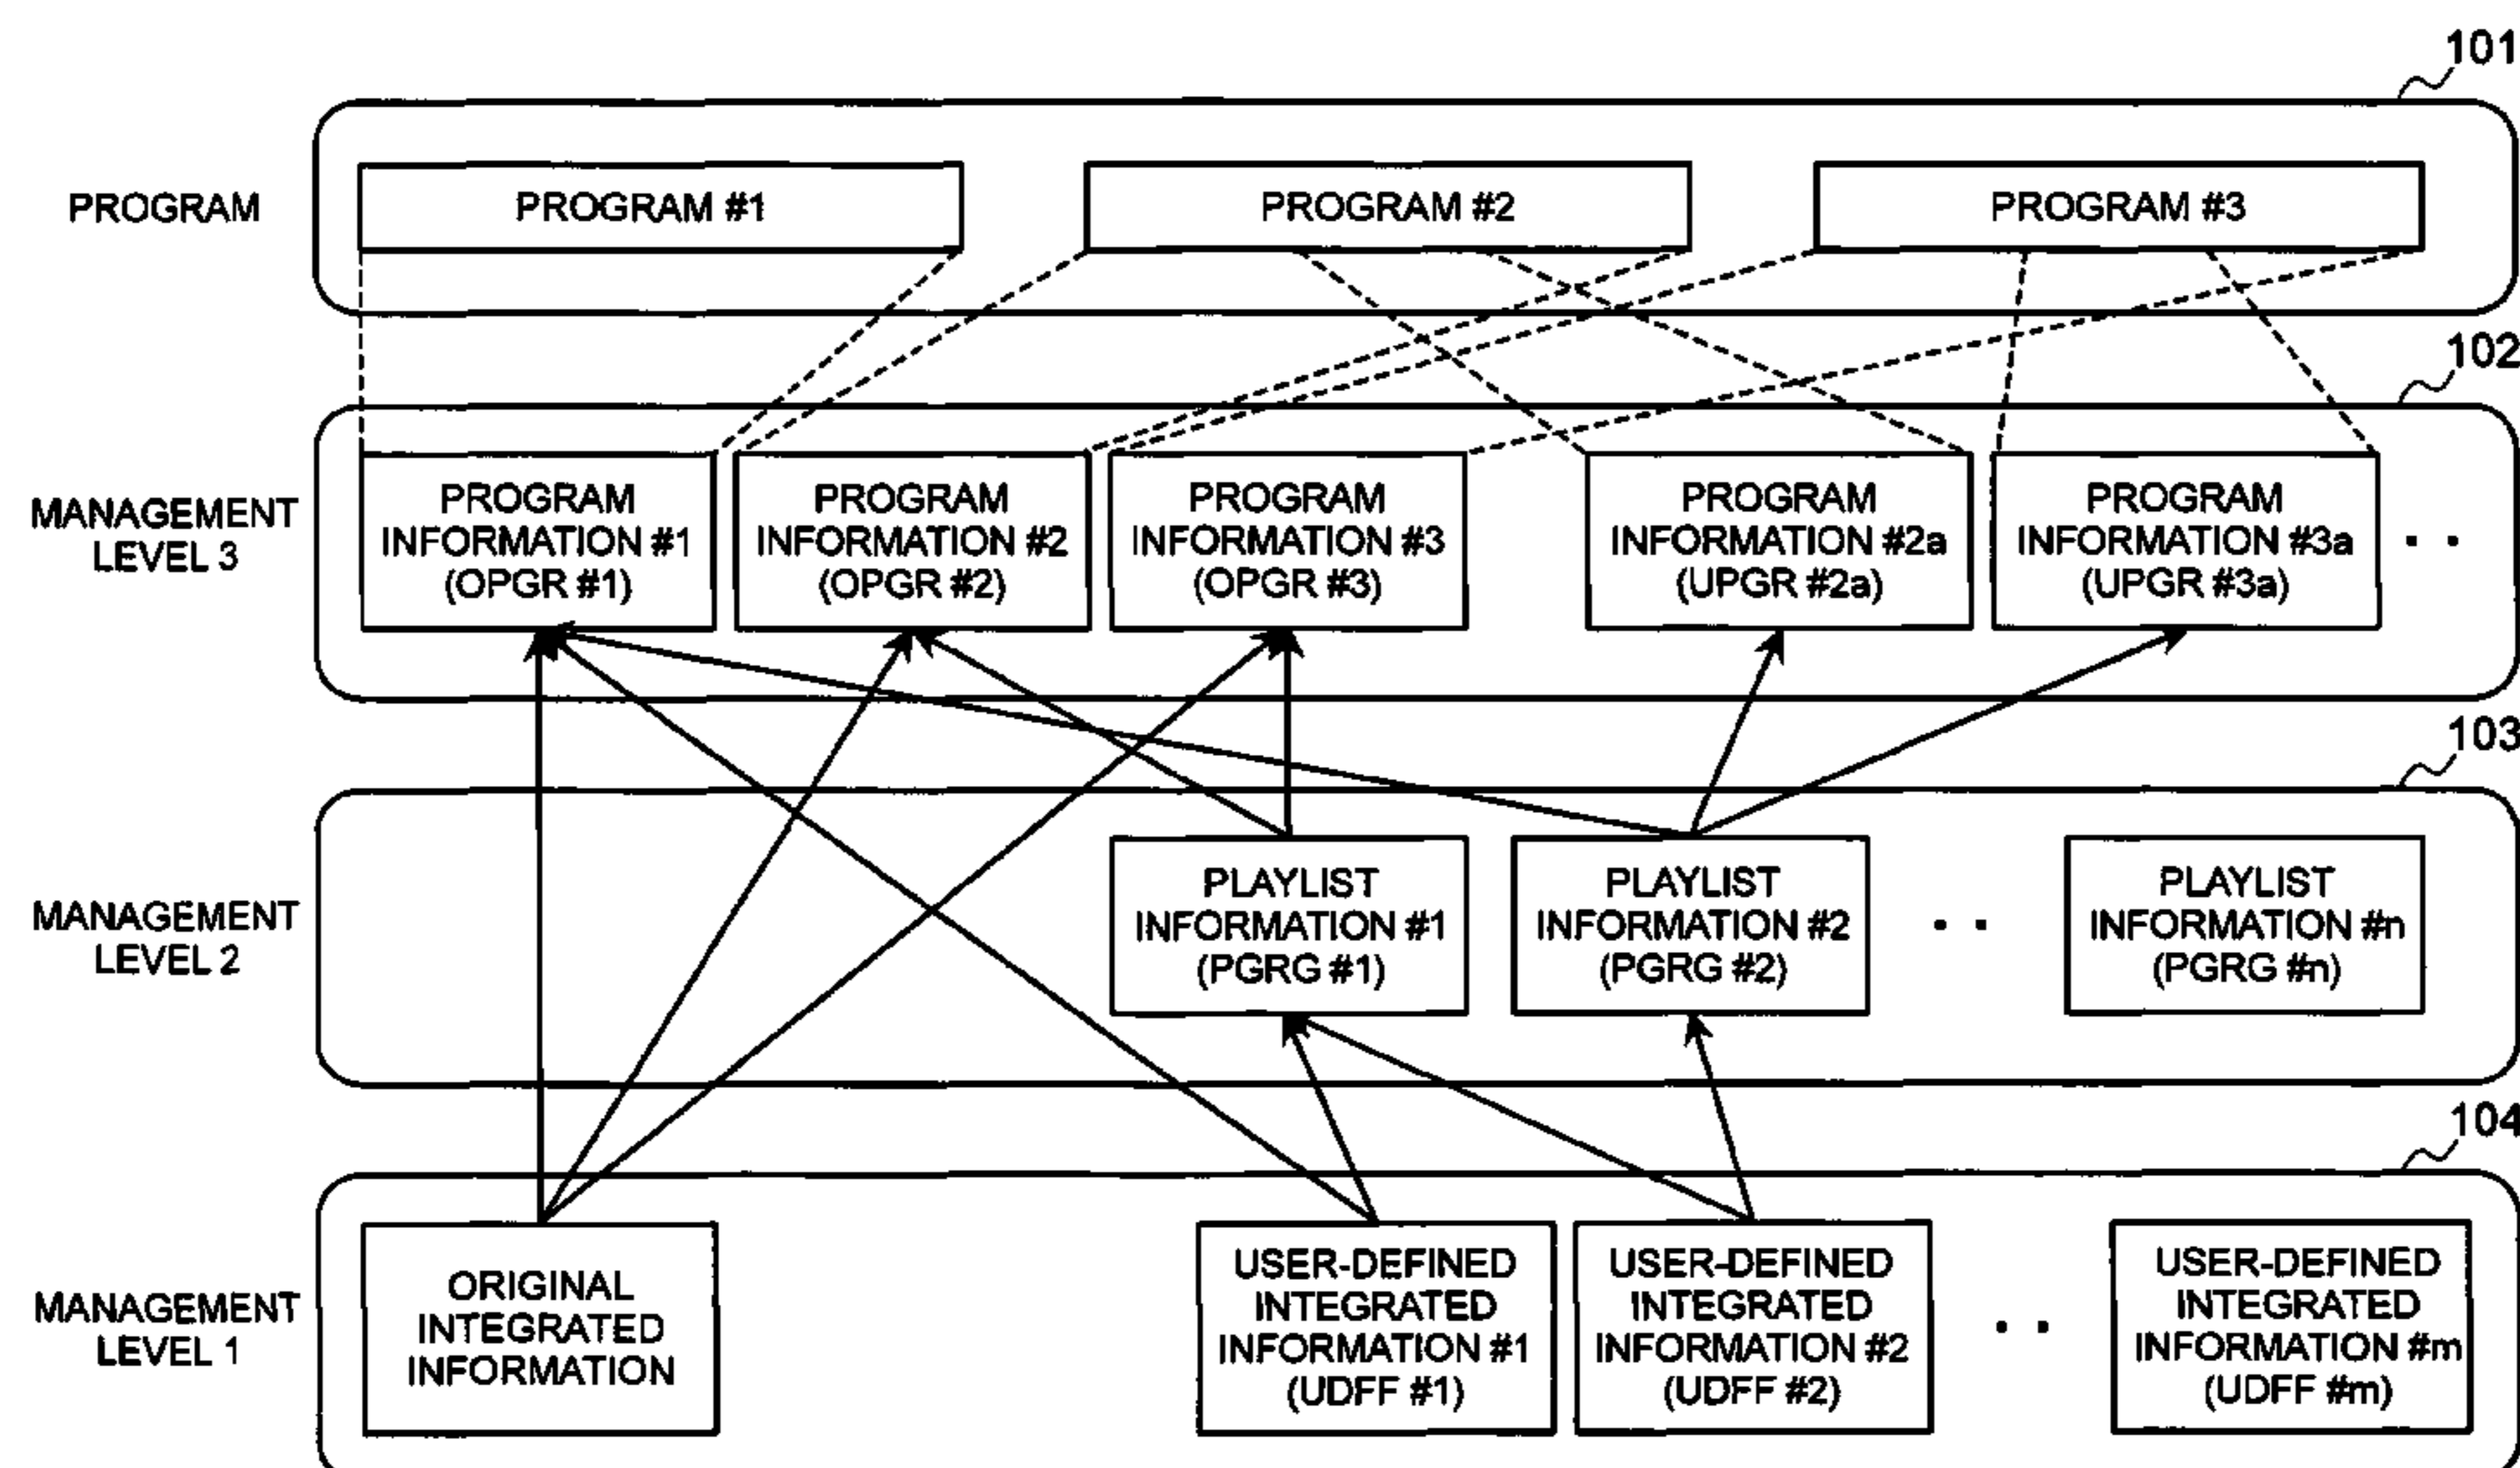 101
PROGRAM
PROGRAM #1
PROGRAM #2
PROGRAM #3
102
MANAGEMENT
LEVEL 3
PROGRAM
INFORMATION #1
(OPGR #1)
PROGRAM
INFORMATION #2
(OPGR #2)
PROGRAM
INFORMATION #3
(OPGR #3)
PROGRAM
INFORMATION #2a
(UPGR #2a)
PROGRAM
INFORMATION #3a
(UPGR #3a)
103
MANAGEMENT
LEVEL 2
PLAYLIST
INFORMATION #1
(PGRG #1)
PLAYLIST
INFORMATION #2
(PGRG #2)
PLAYLIST
INFORMATION #n
(PGRG #n)
104
MANAGEMENT
LEVEL 1
ORIGINAL
INTEGRATED
INFORMATION
USER-DEFINED
INTEGRATED
INFORMATION #1
(UDFF #1)
USER-DEFINED
INTEGRATED
INFORMATION #2
(UDFF #2)
USER-DEFINED
INTEGRATED
INFORMATION #m
(UDFF #m)